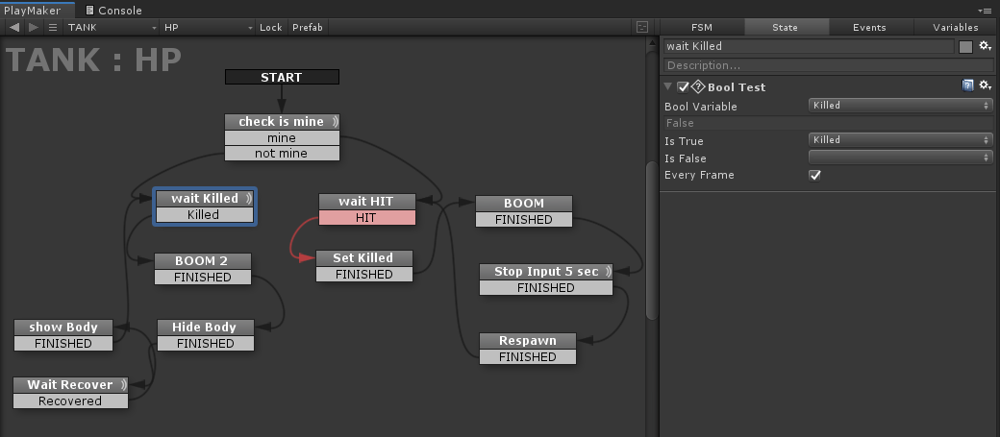 PlayMaker
Console
TANK
HP
Lock
Prefab
TANK : HP
START
check is mine
mine
not mine
wait Killed
Killed
wait HIT
HIT
BOOM
FINISHED
BOOM 2
FINISHED
Set Killed
FINISHED
Stop Input 5 sec
FINISHED
show Body
FINISHED
Hide Body
FINISHED
Respawn
FINISHED
Wait Recover
Recovered
FSM
State
Events
Variables
wait Killed
Description...
Bool Test
Bool Variable
Killed
False
Is True
Killed
Is False
Every Frame